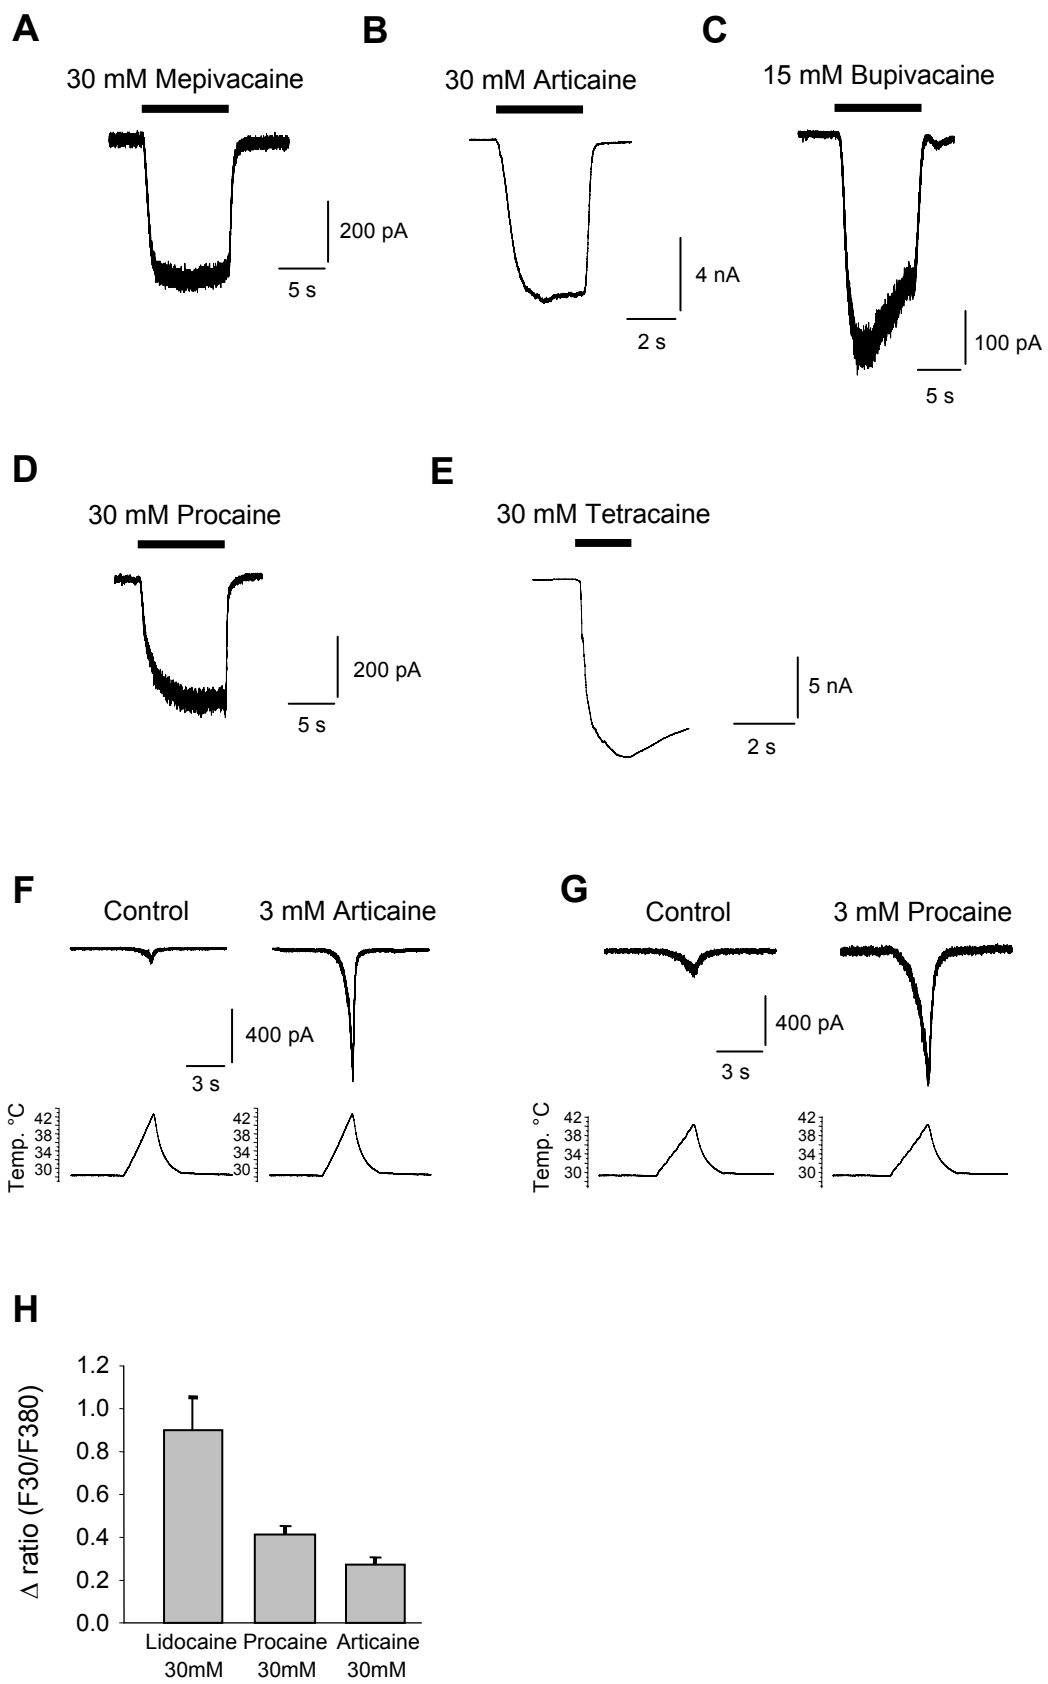 A
B
C
30 mM Mepivacaine
30 mM Articaine
15 mM Bupivacaine
200 pA
5 s
4 nA
2 s
100 pA
5 s
D
E
30 mM Procaine
30 mM Tetracaine
200 pA
5 s
5 nA
2 s
F
G
Control
3 mM Articaine
Control
3 mM Procaine
400 pA
3 s
400 pA
3 s
Temp. °C
42
38
34
30
42
38
34
30
Temp. °C
42
38
34
30
42
38
34
30
H
Δ ratio (F30/F380)
1.2
1.0
0.8
0.6
0.4
0.2
0.0
Lidocaine Procaine Articaine
30mM 30mM 30mM